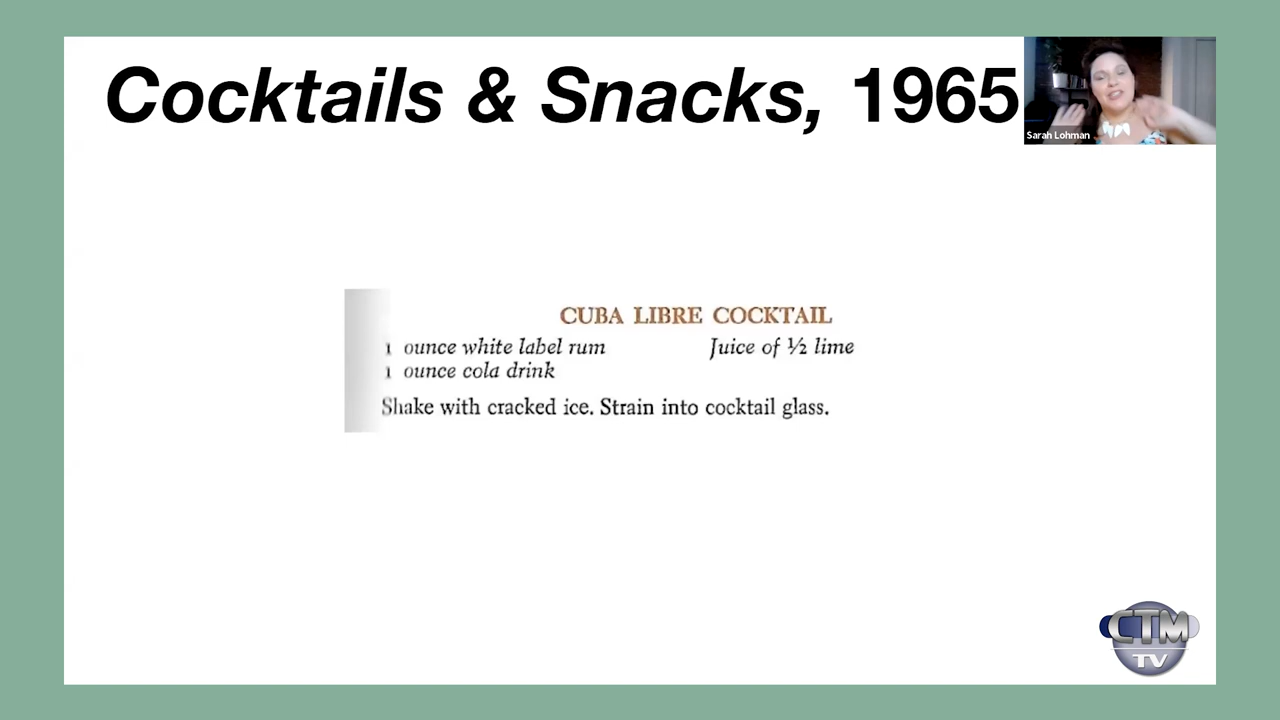 Cocktails & Snacks, 1965
Sarah Lohman
CUBA LIBRE COCKTAIL
1 ounce white label rum Juice of ½ lime
1 ounce cola drink
Shake with cracked ice. Strain into cocktail glass.
CTM
TV